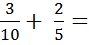 3/10 + 2/5 =